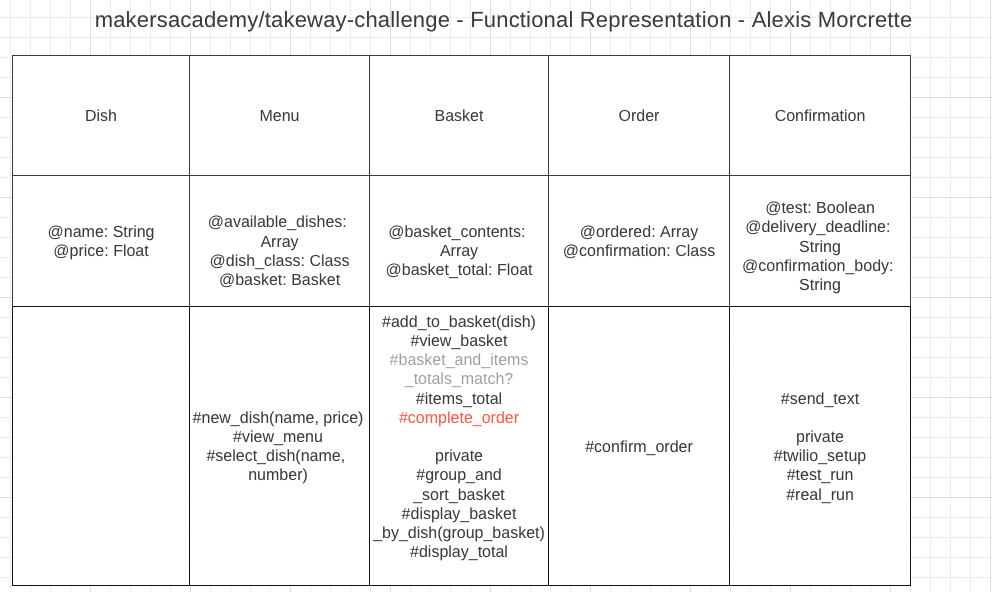 makersacademy/takeway-challenge - Functional Representation - Alexis Morcrette
Dish
Menu
Basket
Order
Confirmation
@name: String
@price: Float
@available_dishes:
Array
@dish_class: Class
@basket: Basket
@basket_contents:
Array
@basket_total: Float
@ordered: Array
@confirmation: Class
@test: Boolean
@delivery_deadline:
String
@confirmation_body:
String
#new_dish(name, price)
#view_menu
#select_dish(name,
number)
#add_to_basket(dish)
#view_basket
#basket_and_items
_totals_match?
#items_total
#complete_order
private
#group_and
_sort_basket
#display_basket
_by_dish(group_basket)
#display_total
#confirm_order
#send_text
private
#twilio_setup
#test_run
#real_run